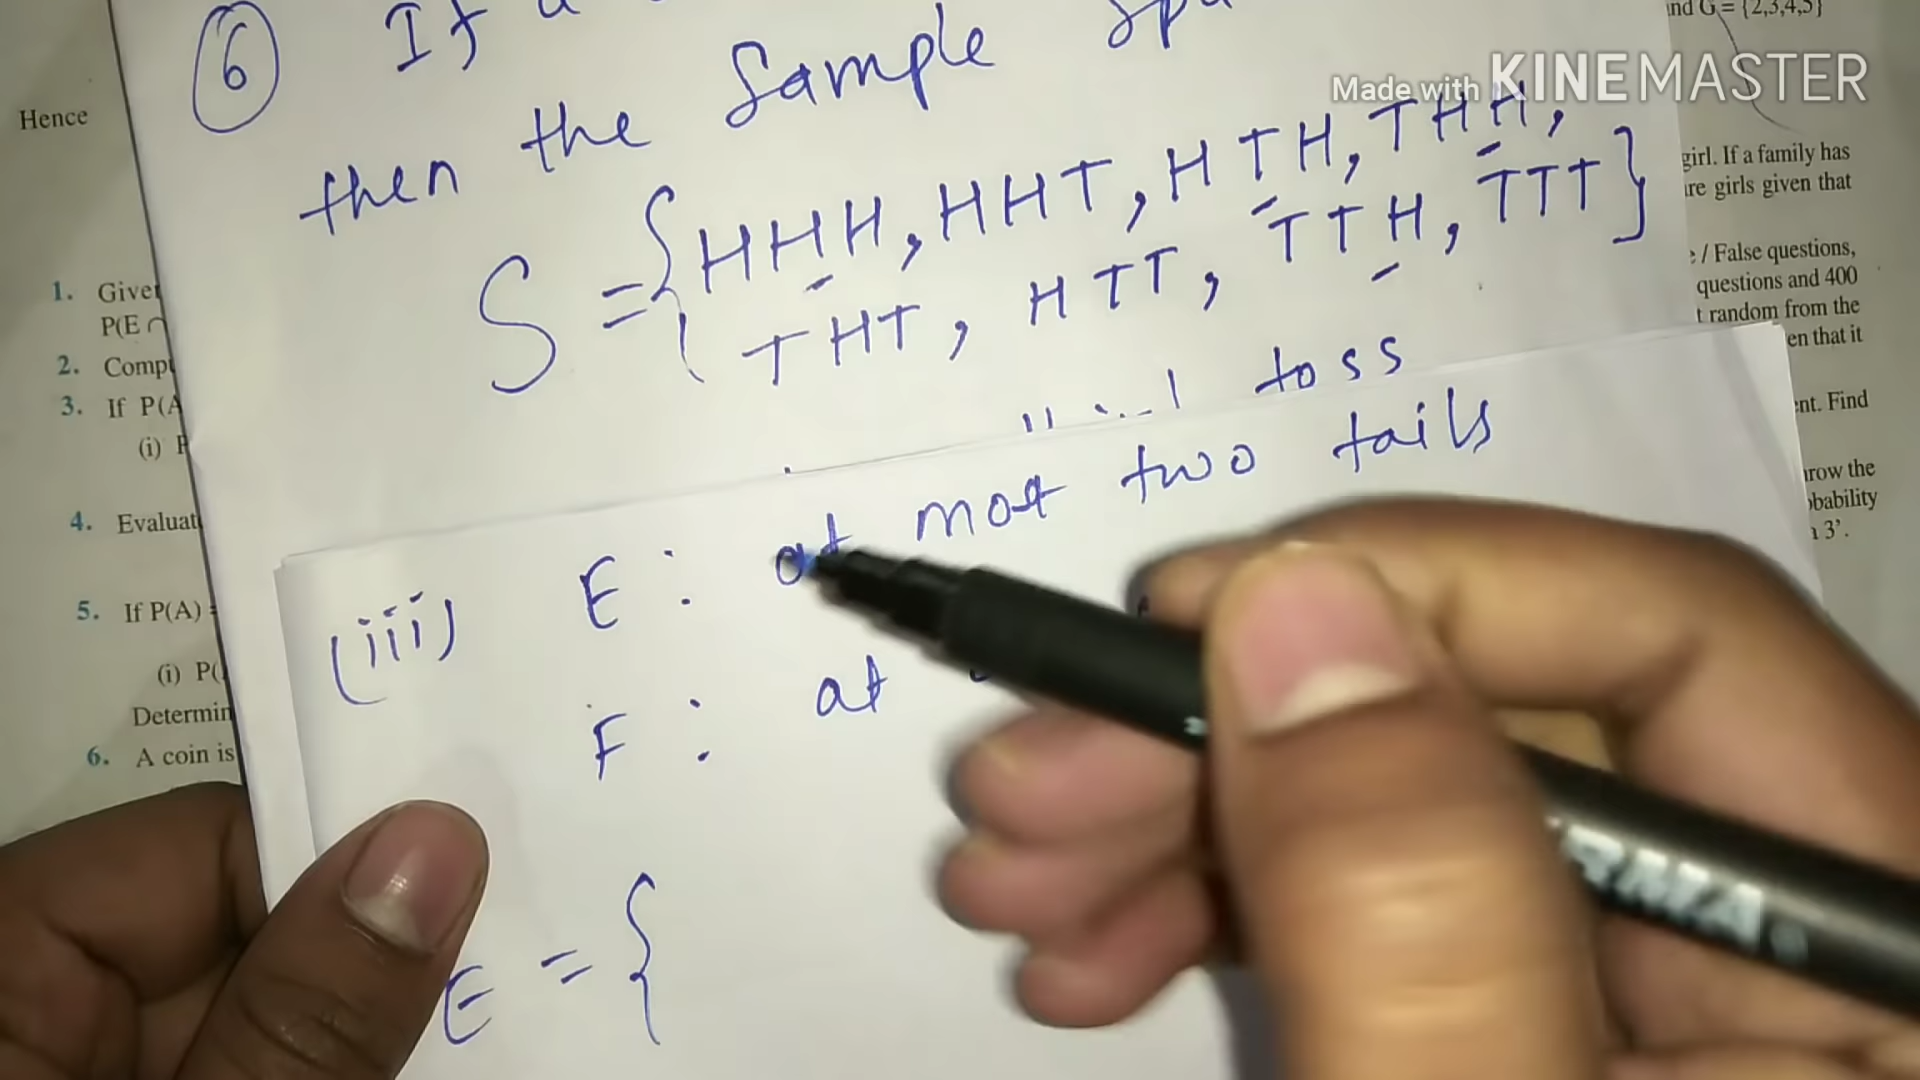 and G = {2,3,4,5}
Made with KINEMASTER
6 If a
then the Sample
S = { HHH, HHT, HTH, THH,
THT, HTT, TTH, TTT }
toss
(iii) E : at most two tails
F : at
E = {
Hence
1. Given
P(E ∩
2. Comp
3. If P(A
(i) P
4. Evaluat
5. If P(A) =
(i) P(
Determin
6. A coin is
girl. If a family has
are girls given that
/ False questions,
questions and 400
t random from the
en that it
ent. Find
row the
bability
3’.